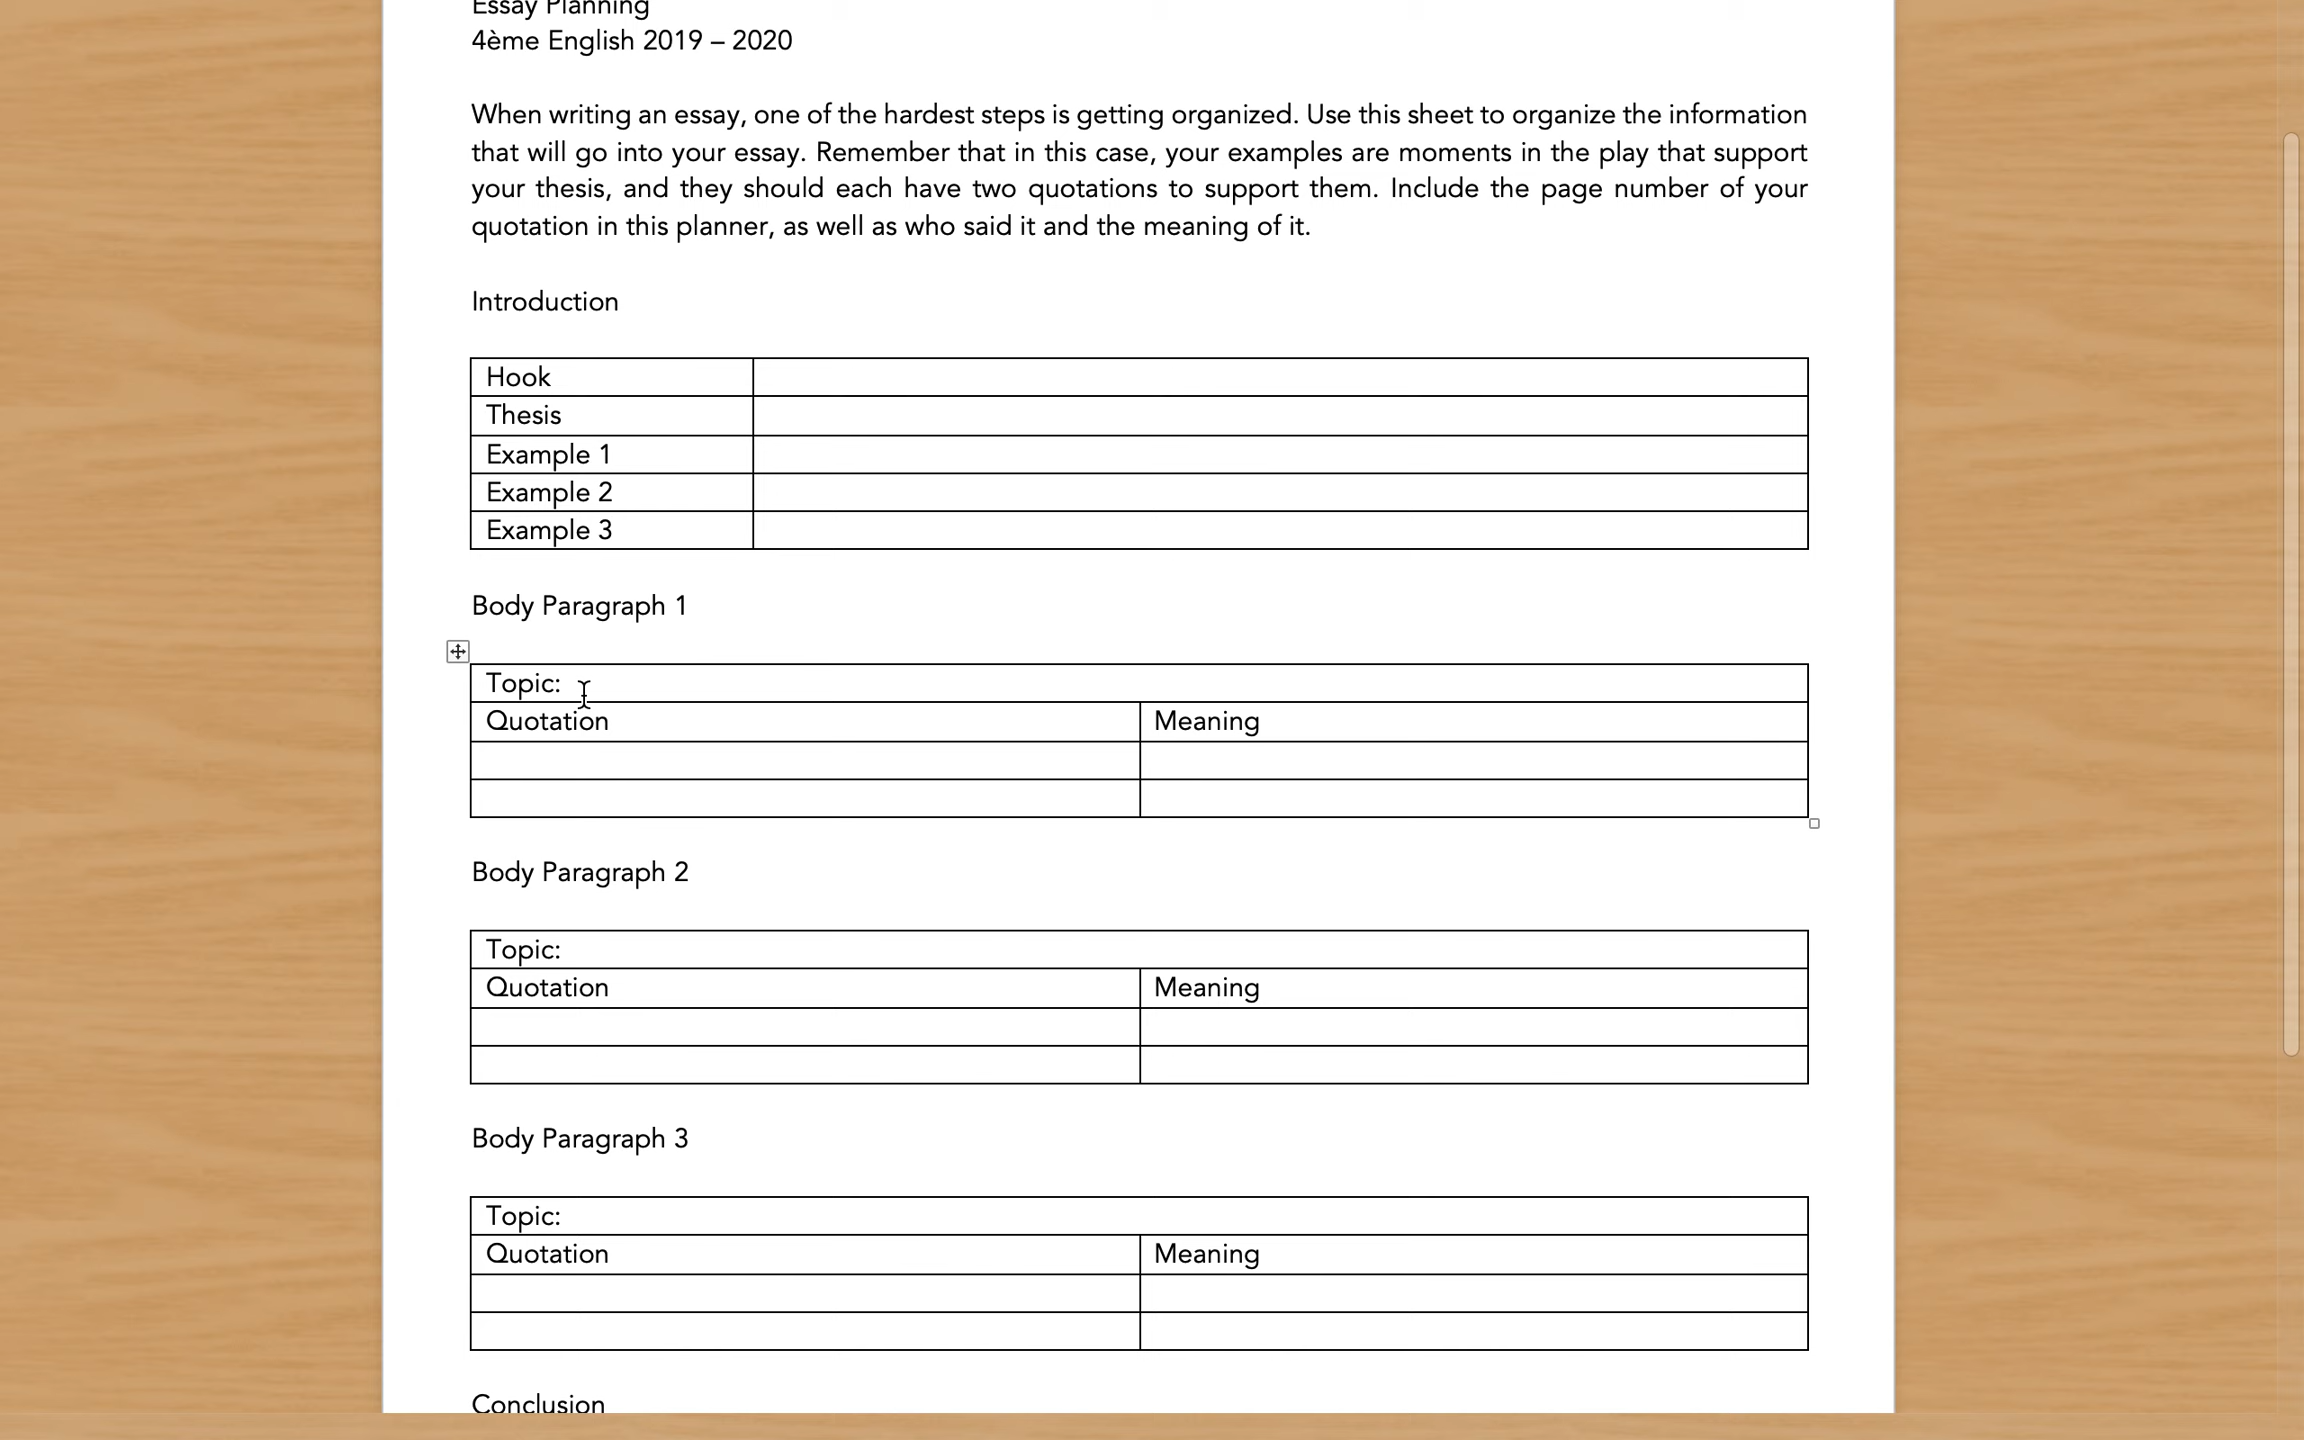 Essay Planning
4ème English 2019 – 2020
When writing an essay, one of the hardest steps is getting organized. Use this sheet to organize the information
that will go into your essay. Remember that in this case, your examples are moments in the play that support
your thesis, and they should each have two quotations to support them. Include the page number of your
quotation in this planner, as well as who said it and the meaning of it.
Introduction
Hook
Thesis
Example 1
Example 2
Example 3
Body Paragraph 1
Topic:
Quotation Meaning
Body Paragraph 2
Topic:
Quotation Meaning
Body Paragraph 3
Topic:
Quotation Meaning
Conclusion